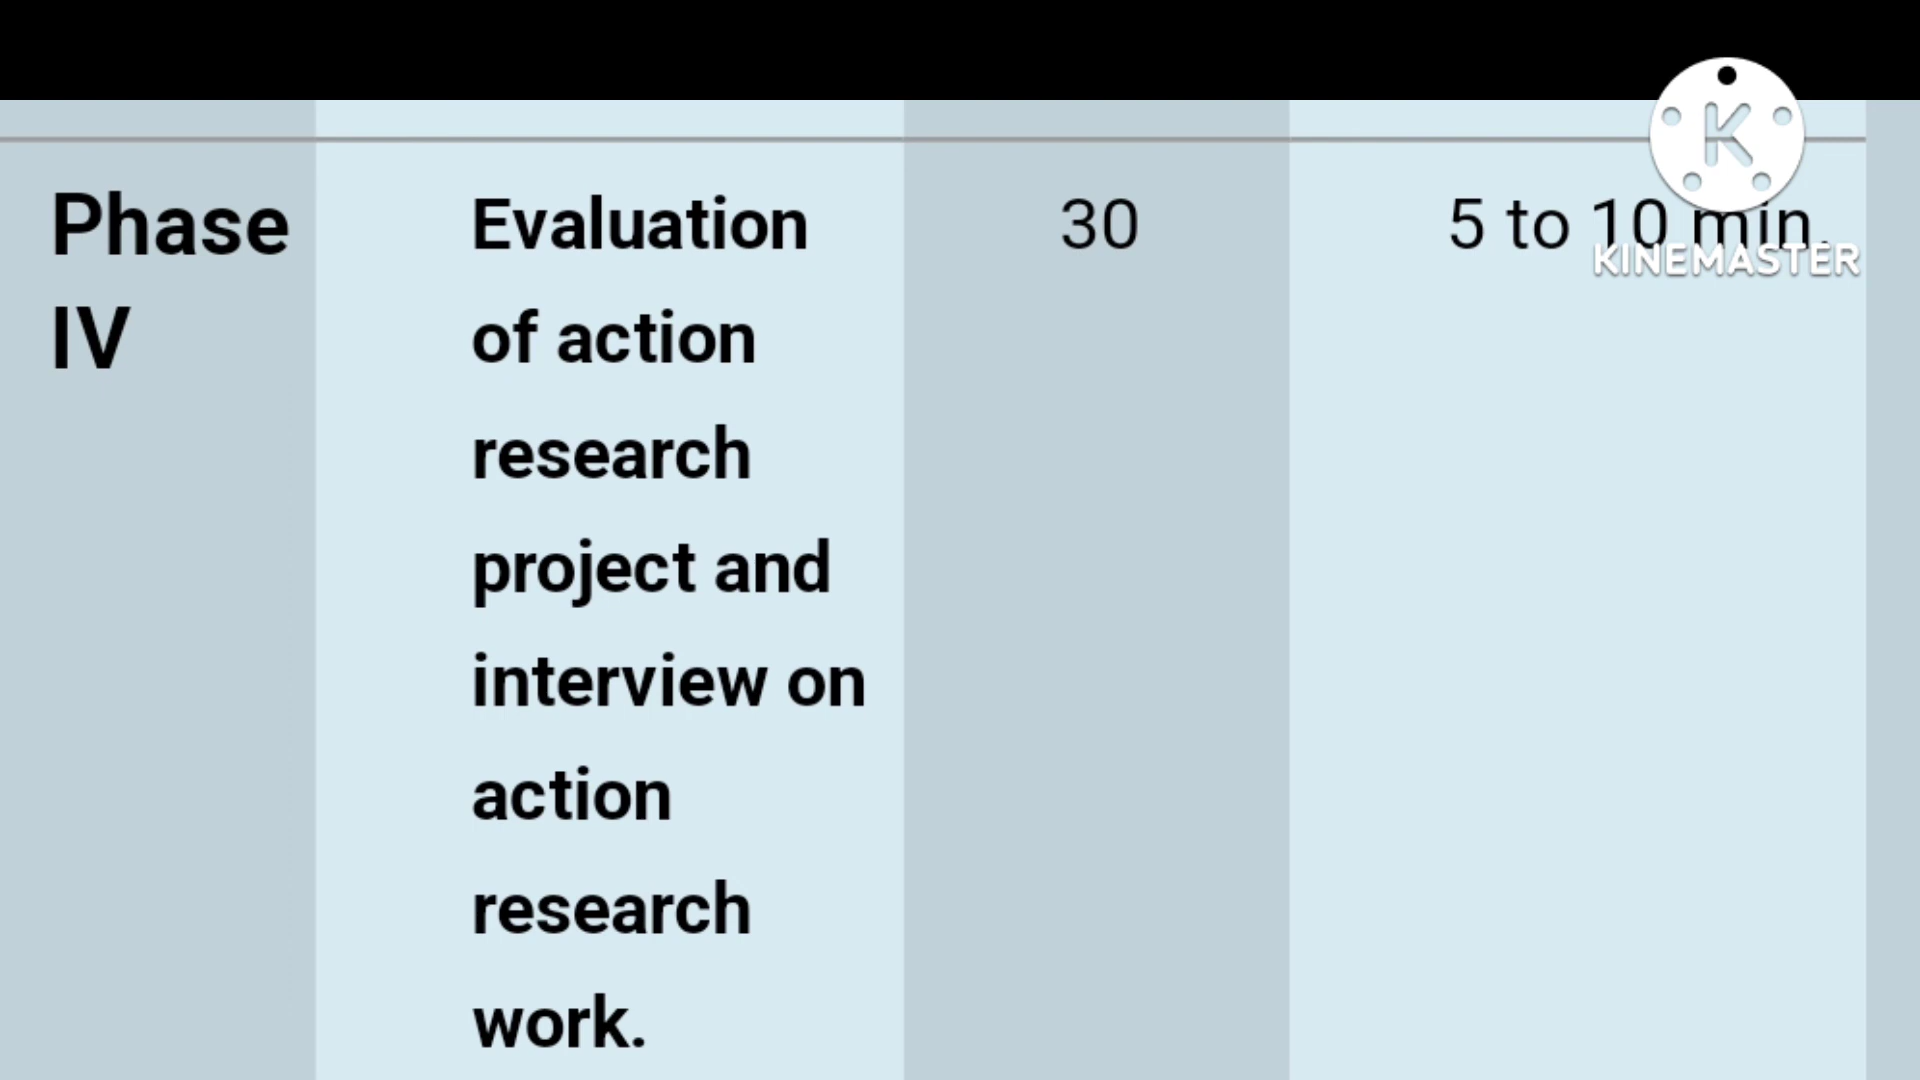 Phase
IV
Evaluation
of action
research
project and
interview on
action
research
work.
30
5 to 10 min.
K
KINEMASTER